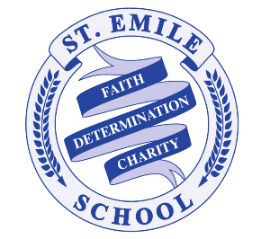 ST. EMILE
FAITH
DETERMINATION
CHARITY
SCHOOL